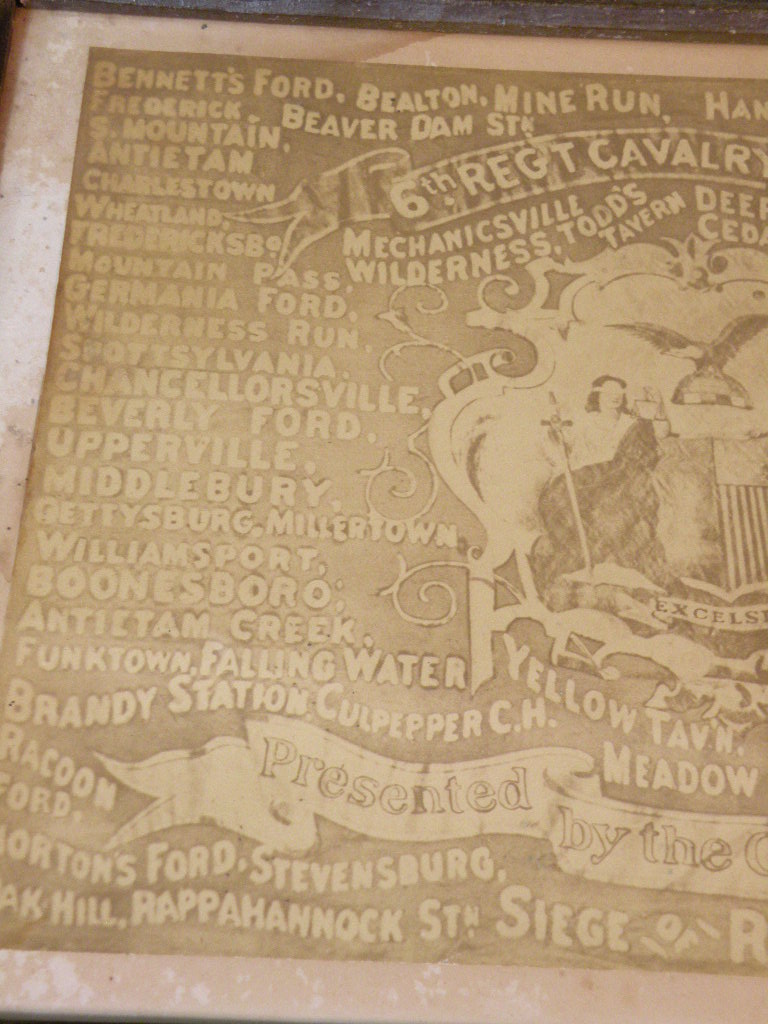 BENNETT'S FORD. BEALTON. MINE RUN, HAN
FREDERICK, BEAVER DAM STN
S. MOUNTAIN,
ANTIETAM
6th REG'T CAVALRY
CHARLESTOWN
WHEATLAND,
MECHANICSVILLE TODD'S TAVERN DEEP
WILDERNESS, CEDA
FREDERICKSBG
MOUNTAIN PASS,
GERMANIA FORD,
WILDERNESS RUN,
SPOTTSYLVANIA,
CHANCELLORSVILLE,
BEVERLY FORD,
UPPERVILLE,
MIDDLEBURY,
GETTYSBURG, MILLERTOWN
WILLIAMSPORT,
BOONESBORO,
EXCELSI
ANTIETAM CREEK,
FUNKTOWN, FALLING WATER
YELLOW TAVN.
BRANDY STATION, CULPEPPER C.H.
MEADOW
RACOON
FORD,
Presented
by the C
MORTON'S FORD, STEVENSBURG,
OAK HILL, RAPPAHANNOCK STN SIEGE OF R